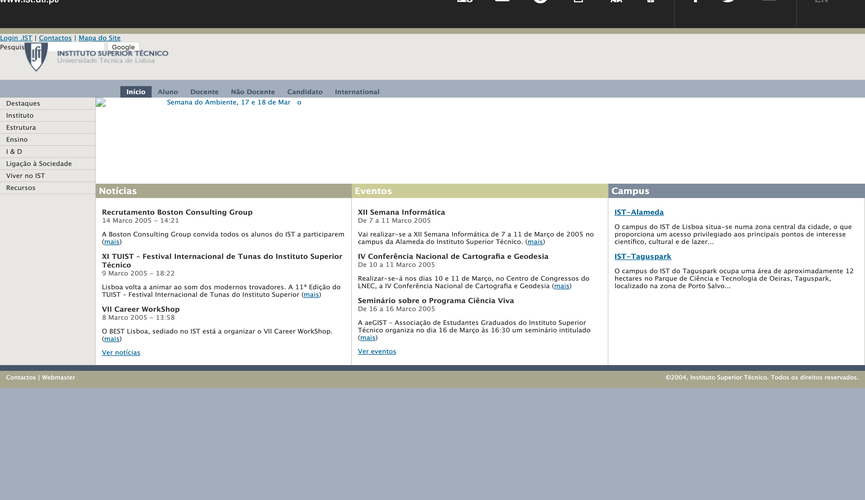 www.ist.utl.pt/
EN
Login .IST | Contactos | Mapa do Site
Pesquis
Google
INSTITUTO SUPERIOR TÉCNICO
Universidade Técnica de Lisboa
Início Aluno Docente Não Docente Candidato International
Destaques
Instituto
Estrutura
Ensino
I & D
Ligação à Sociedade
Viver no IST
Recursos
Semana do Ambiente, 17 e 18 de Mar o
Notícias
Recrutamento Boston Consulting Group
14 Março 2005 - 14:21
A Boston Consulting Group convida todos os alunos do IST a participarem
(mais)
XI TUIST - Festival Internacional de Tunas do Instituto Superior
Técnico
9 Março 2005 - 18:22
Lisboa volta a animar ao som dos modernos trovadores. A 11ª Edição do
TUIST - Festival Internacional de Tunas do Instituto Superior (mais)
VII Career WorkShop
8 Março 2005 - 13:58
O BEST Lisboa, sediado no IST está a organizar o VII Career WorkShop.
(mais)
Ver notícias
Eventos
XII Semana Informática
De 7 a 11 Março 2005
Vai realizar-se a XII Semana Informática de 7 a 11 de Março de 2005 no
campus da Alameda do Instituto Superior Técnico. (mais)
IV Conferência Nacional de Cartografia e Geodesia
De 10 a 11 Março 2005
Realizar-se-á nos dias 10 e 11 de Março, no Centro de Congressos do
LNEC, a IV Conferência Nacional de Cartografia e Geodesia (mais)
Seminário sobre o Programa Ciência Viva
De 16 a 16 Março 2005
A aeGIST - Associação de Estudantes Graduados do Instituto Superior
Técnico organiza no dia 16 de Março às 16:30 um seminário intitulado
(mais)
Ver eventos
Campus
IST-Alameda
O campus do IST de Lisboa situa-se numa zona central da cidade, o que
proporciona um acesso privilegiado aos principais pontos de interesse
científico, cultural e de lazer...
IST-Taguspark
O campus do IST do Taguspark ocupa uma área de aproximadamente 12
hectares no Parque de Ciência e Tecnologia de Oeiras, Taguspark,
localizado na zona de Porto Salvo...
Contactos | Webmaster
©2004, Instituto Superior Técnico. Todos os direitos reservados.